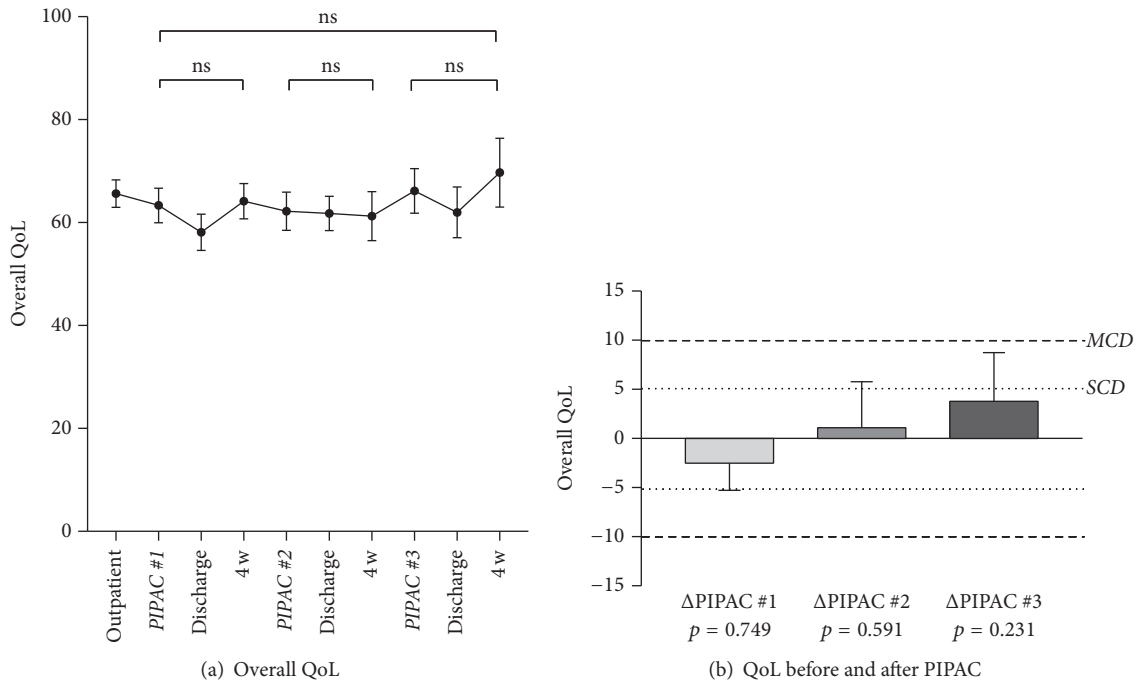 100
80
60
40
20
0
Overall QoL
ns
ns
ns
ns
Outpatient
PIPAC #1
Discharge
4 w
PIPAC #2
Discharge
4 w
PIPAC #3
Discharge
4 w
(a) Overall QoL
15
10
5
0
−5
−10
−15
Overall QoL
MCD
SCD
ΔPIPAC #1
p = 0.749
ΔPIPAC #2
p = 0.591
ΔPIPAC #3
p = 0.231
(b) QoL before and after PIPAC